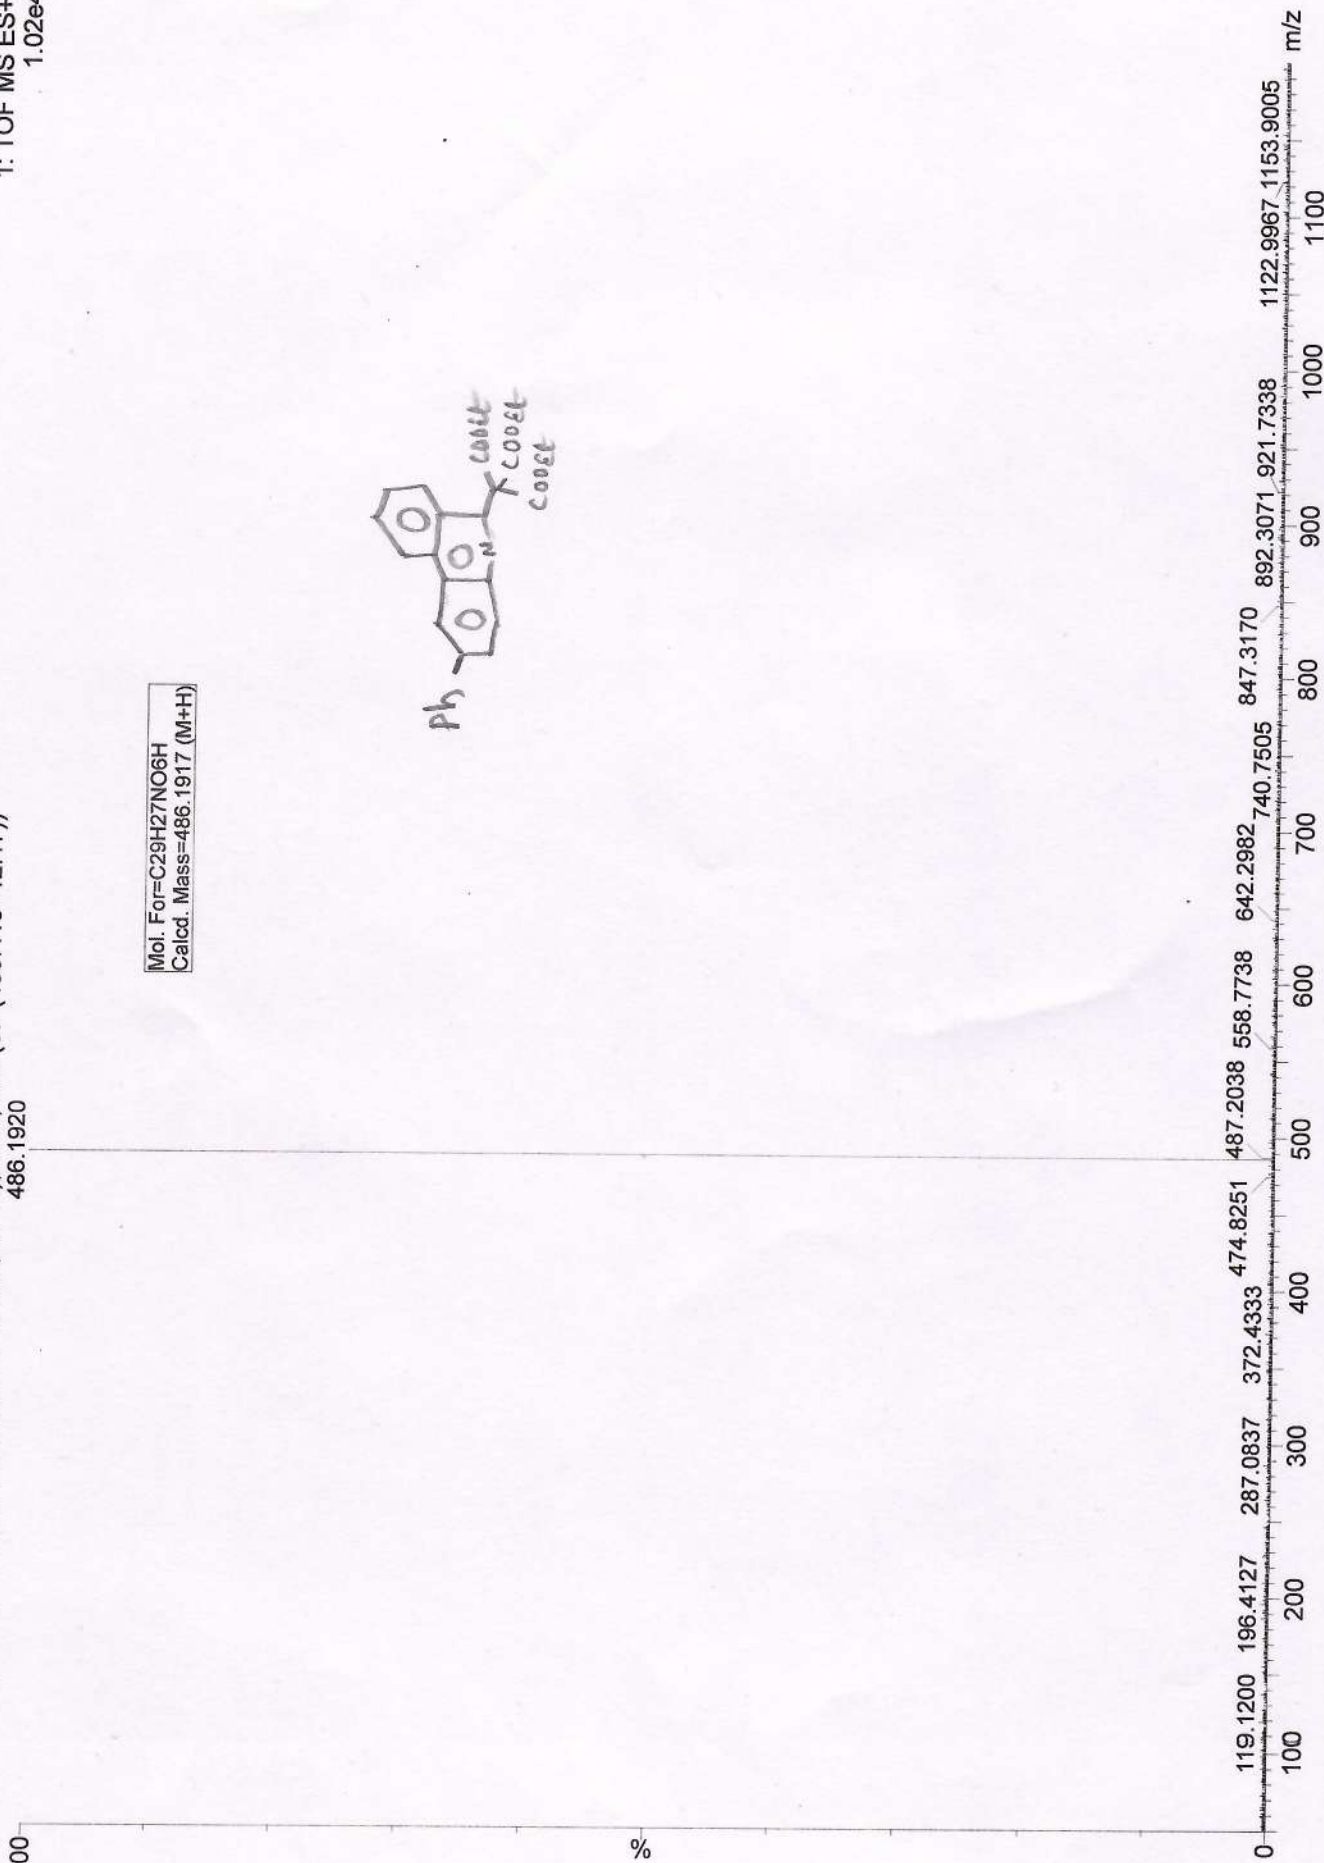 1: TOF MS ES+
1.02e4
486.1920
Mol. For=C29H27NO6H
Calcd. Mass=486.1917 (M+H)
Ph
N
COOEt
COOEt
COOEt
%
0
119.1200 196.4127 287.0837 372.4333 474.8251 487.2038 558.7738 642.2982 740.7505 847.3170 892.3071 921.7338 1122.9967 1153.9005
m/z
100 200 300 400 500 600 700 800 900 1000 1100